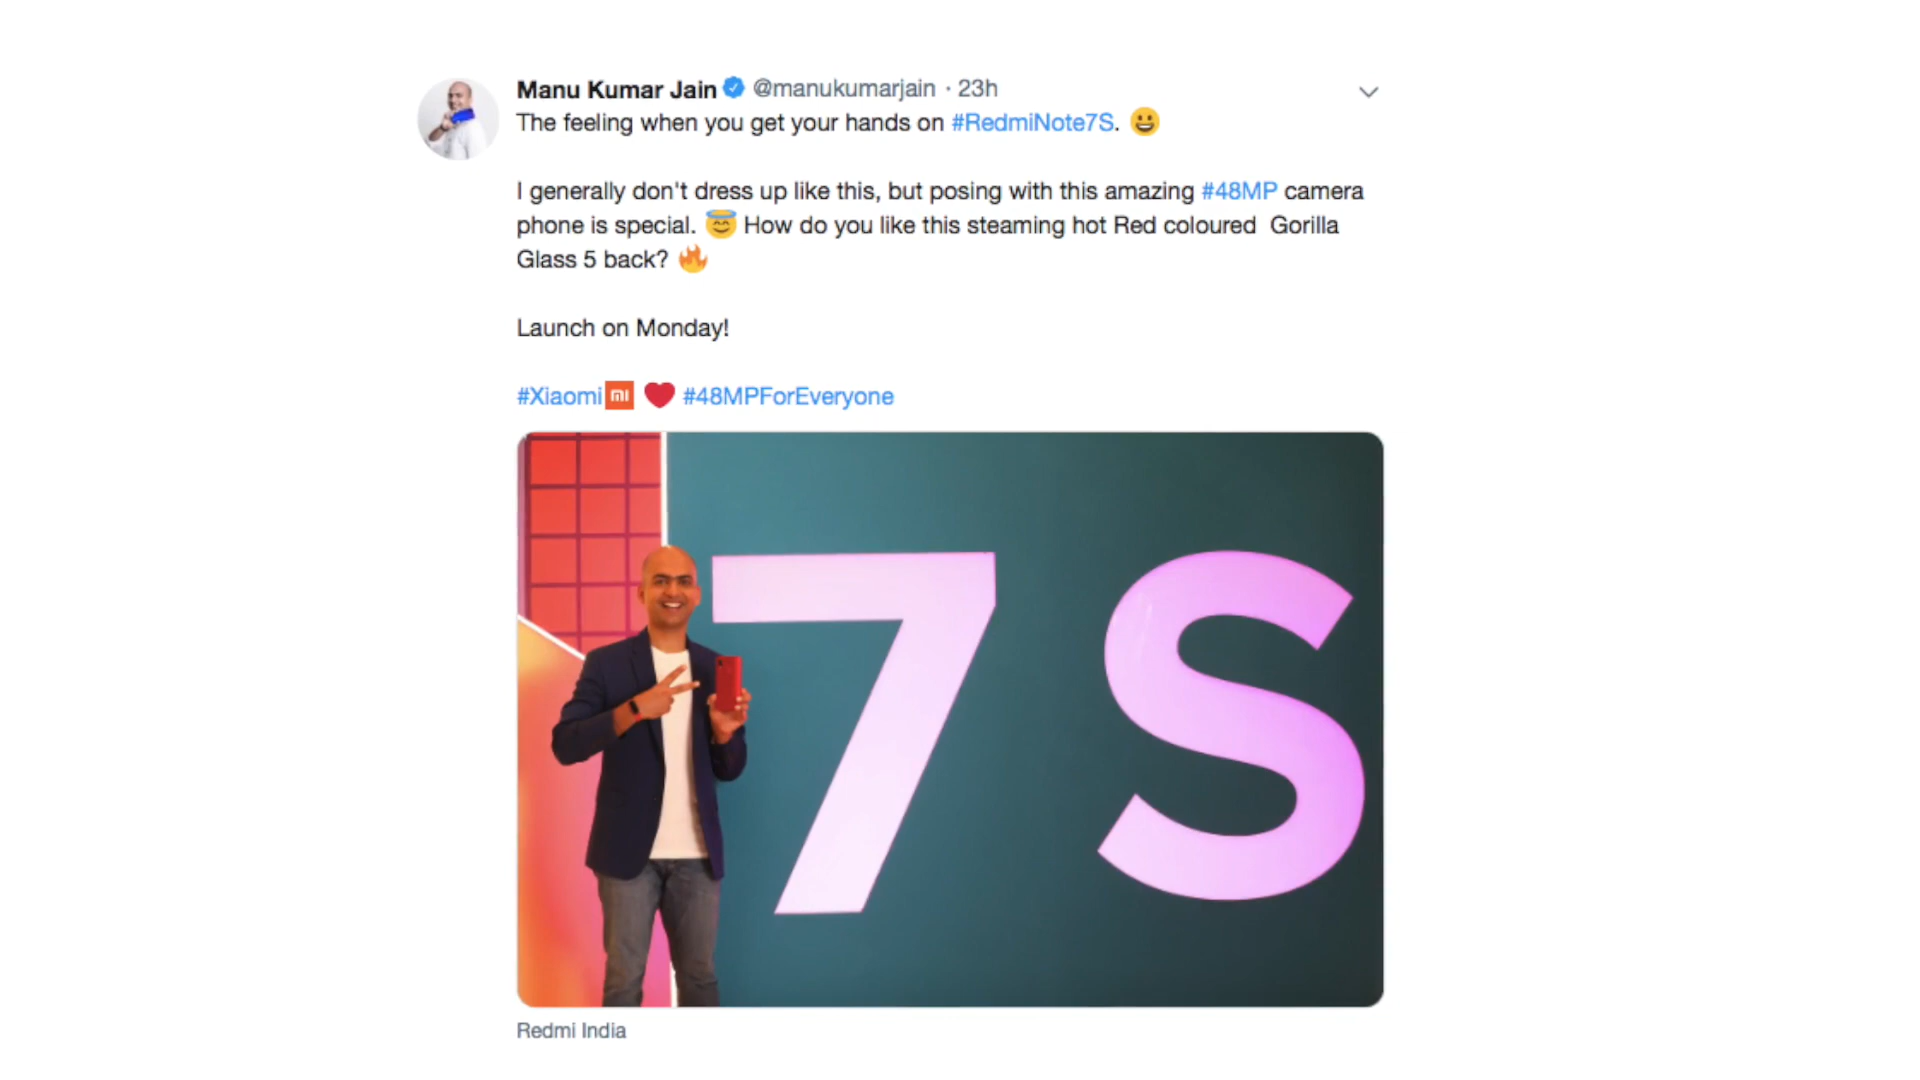 Manu Kumar Jain @manukumarjain · 23h
The feeling when you get your hands on #RedmiNote7S. 😀
I generally don't dress up like this, but posing with this amazing #48MP camera
phone is special. 😇 How do you like this steaming hot Red coloured  Gorilla
Glass 5 back? 🔥
Launch on Monday!
#Xiaomi mi ❤️ #48MPForEveryone
7S
Redmi India